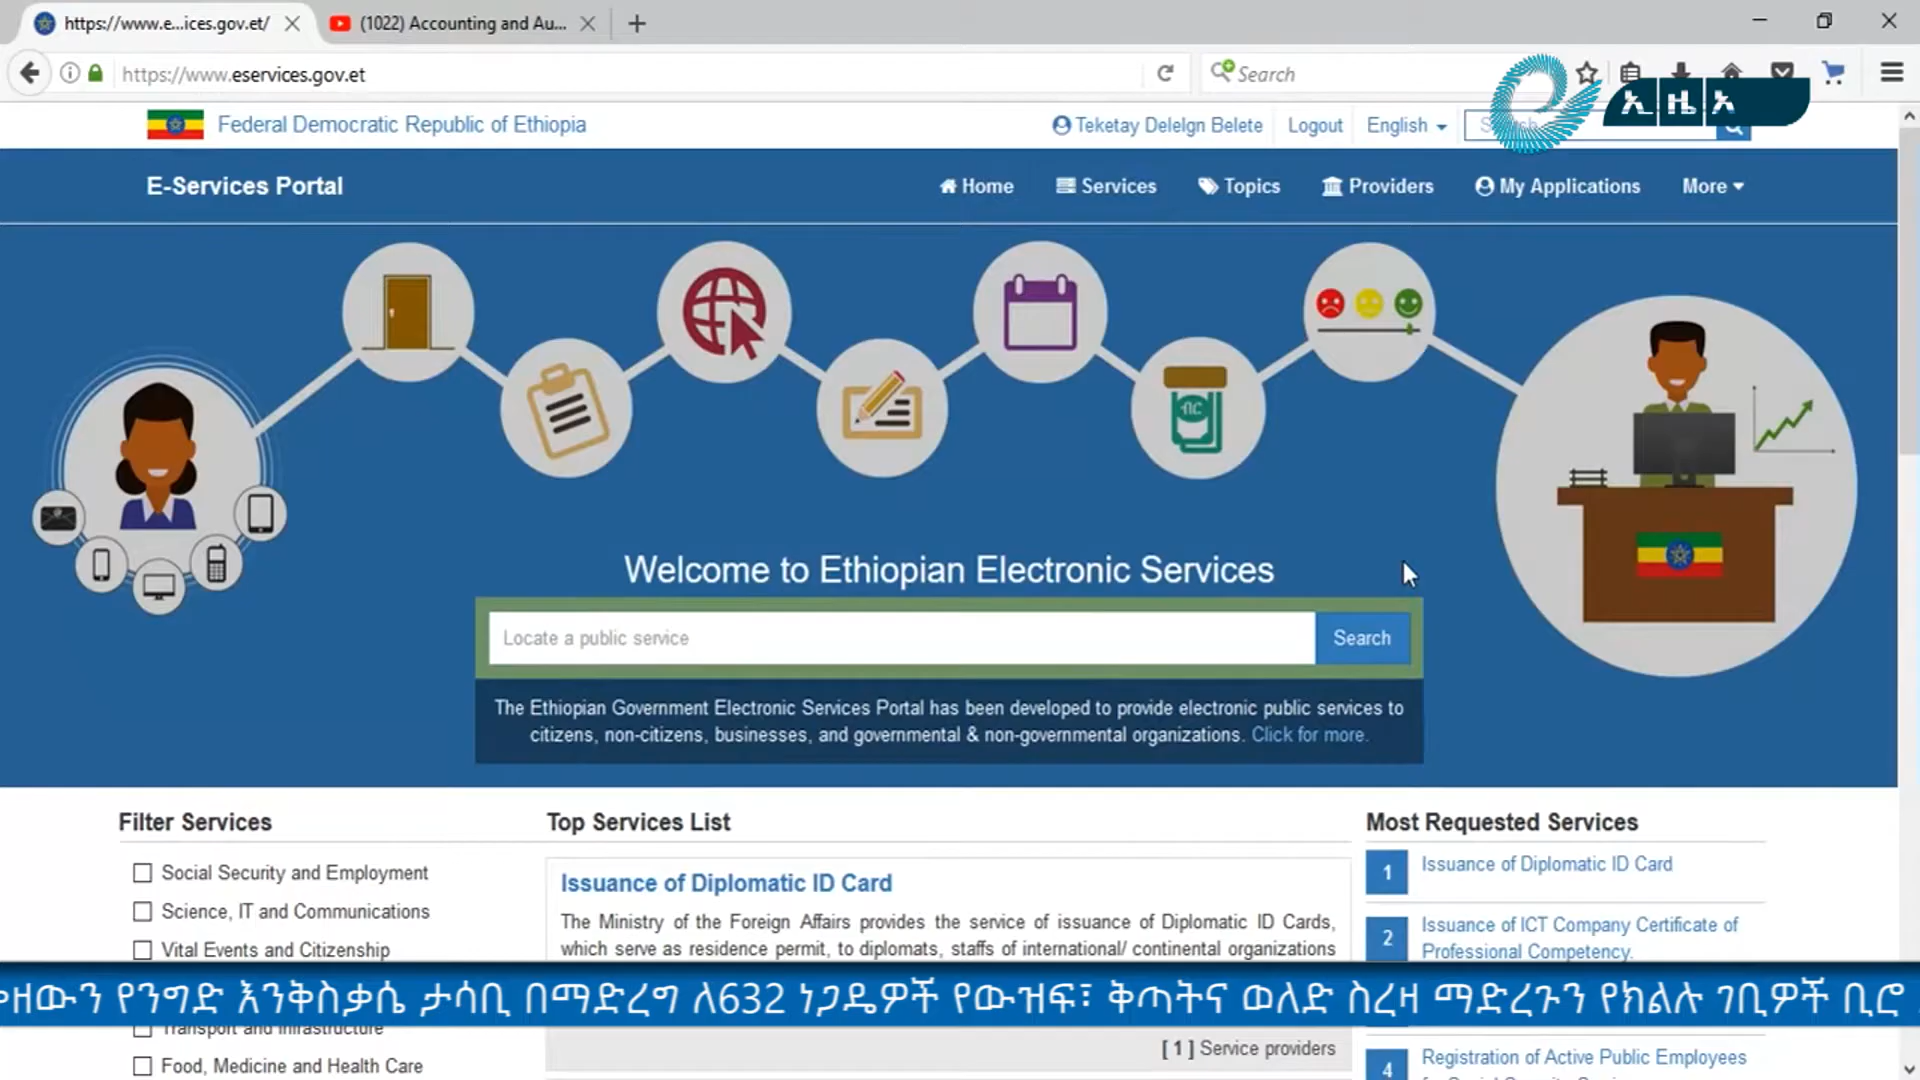 https://www.e...ices.gov.et/
(1022) Accounting and Au...
https://www.eservices.gov.et
Search
ኢዜአ
Federal Democratic Republic of Ethiopia
Teketay Delelgn Belete
Logout
English
E-Services Portal
Home
Services
Topics
Providers
My Applications
More
ብር
Welcome to Ethiopian Electronic Services
Locate a public service
Search
The Ethiopian Government Electronic Services Portal has been developed to provide electronic public services to
citizens, non-citizens, businesses, and governmental & non-governmental organizations. Click for more.
Filter Services
Social Security and Employment
Science, IT and Communications
Vital Events and Citizenship
Transport and Infrastructure
Food, Medicine and Health Care
Top Services List
Issuance of Diplomatic ID Card
The Ministry of the Foreign Affairs provides the service of issuance of Diplomatic ID Cards,
which serve as residence permit, to diplomats, staffs of international/ continental organizations
[ 1 ] Service providers
Most Requested Services
1
Issuance of Diplomatic ID Card
2
Issuance of ICT Company Certificate of
Professional Competency.
4
Registration of Active Public Employees
የንግድ እንቅስቃሴ ታሳቢ በማድረግ ለ632 ነጋዴዎች የውዝፍ፣ ቅጣትና ወለድ ስረዛ ማድረጉን የክልሉ ገቢዎች ቢሮ